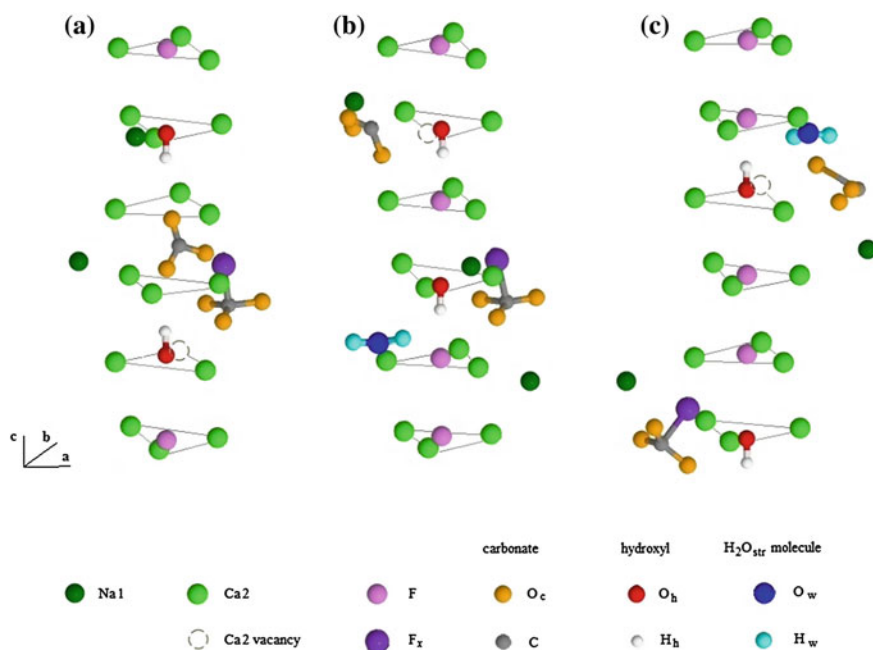 (a)
(b)
(c)
c
b
a
carbonate
hydroxyl
H₂Ostr molecule
Na1
Ca2
F
Oc
Oh
Ow
Ca2 vacancy
Fx
C
Hh
Hw